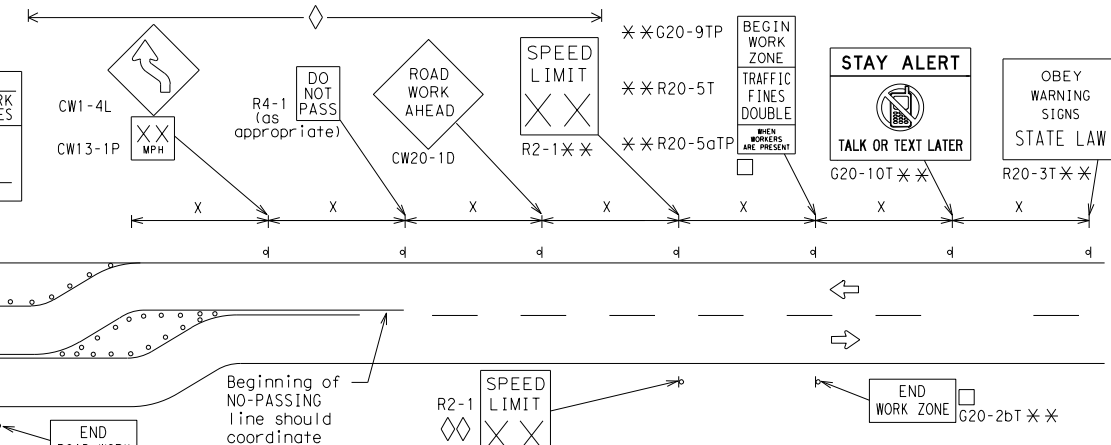 CW1-4L
X X
MPH
CW13-1P
DO
NOT
PASS
R4-1
(as
appropriate)
ROAD
WORK
AHEAD
CW20-1D
SPEED
LIMIT
X X
R2-1**
**G20-9TP
BEGIN
WORK
ZONE
**R20-5T
TRAFFIC
FINES
DOUBLE
**R20-5aTP
WHEN
WORKERS
ARE PRESENT
STAY ALERT
TALK OR TEXT LATER
G20-10T**
OBEY
WARNING
SIGNS
STATE LAW
R20-3T**
X X X X X X X
Beginning of
NO-PASSING
line should
coordinate
R2-1
SPEED
LIMIT
X X
END
WORK ZONE
G20-2bT**
END